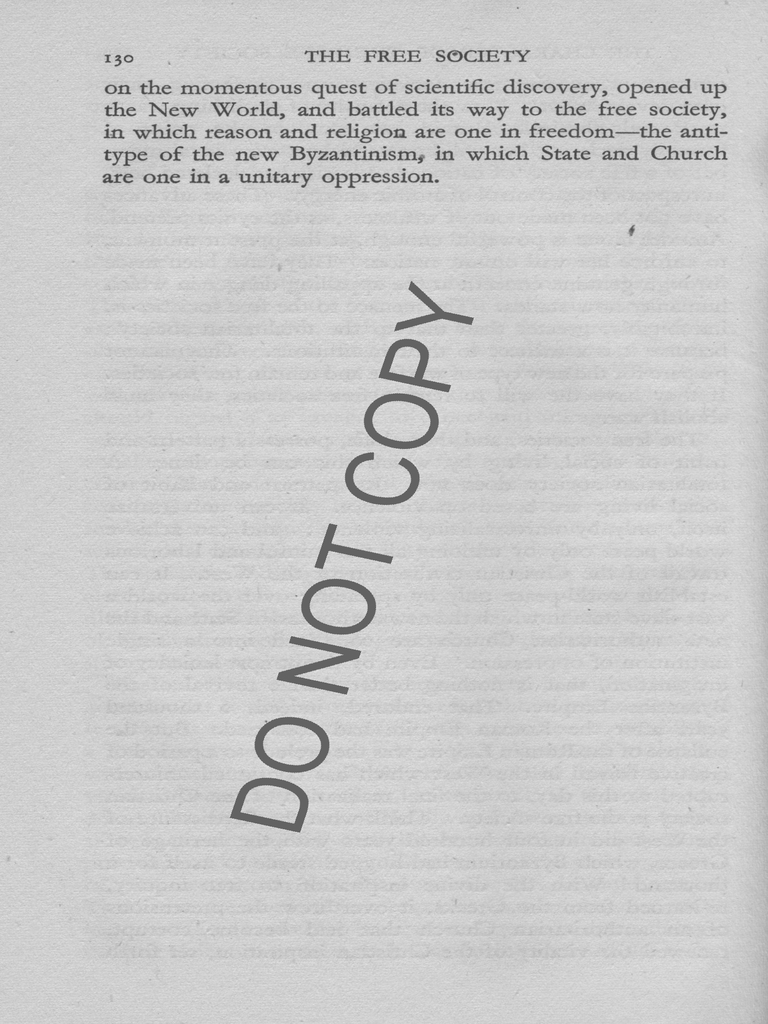 130 THE FREE SOCIETY
on the momentous quest of scientific discovery, opened up
the New World, and battled its way to the free society,
in which reason and religion are one in freedom—the anti-
type of the new Byzantinism, in which State and Church
are one in a unitary oppression.
DO NOT COPY